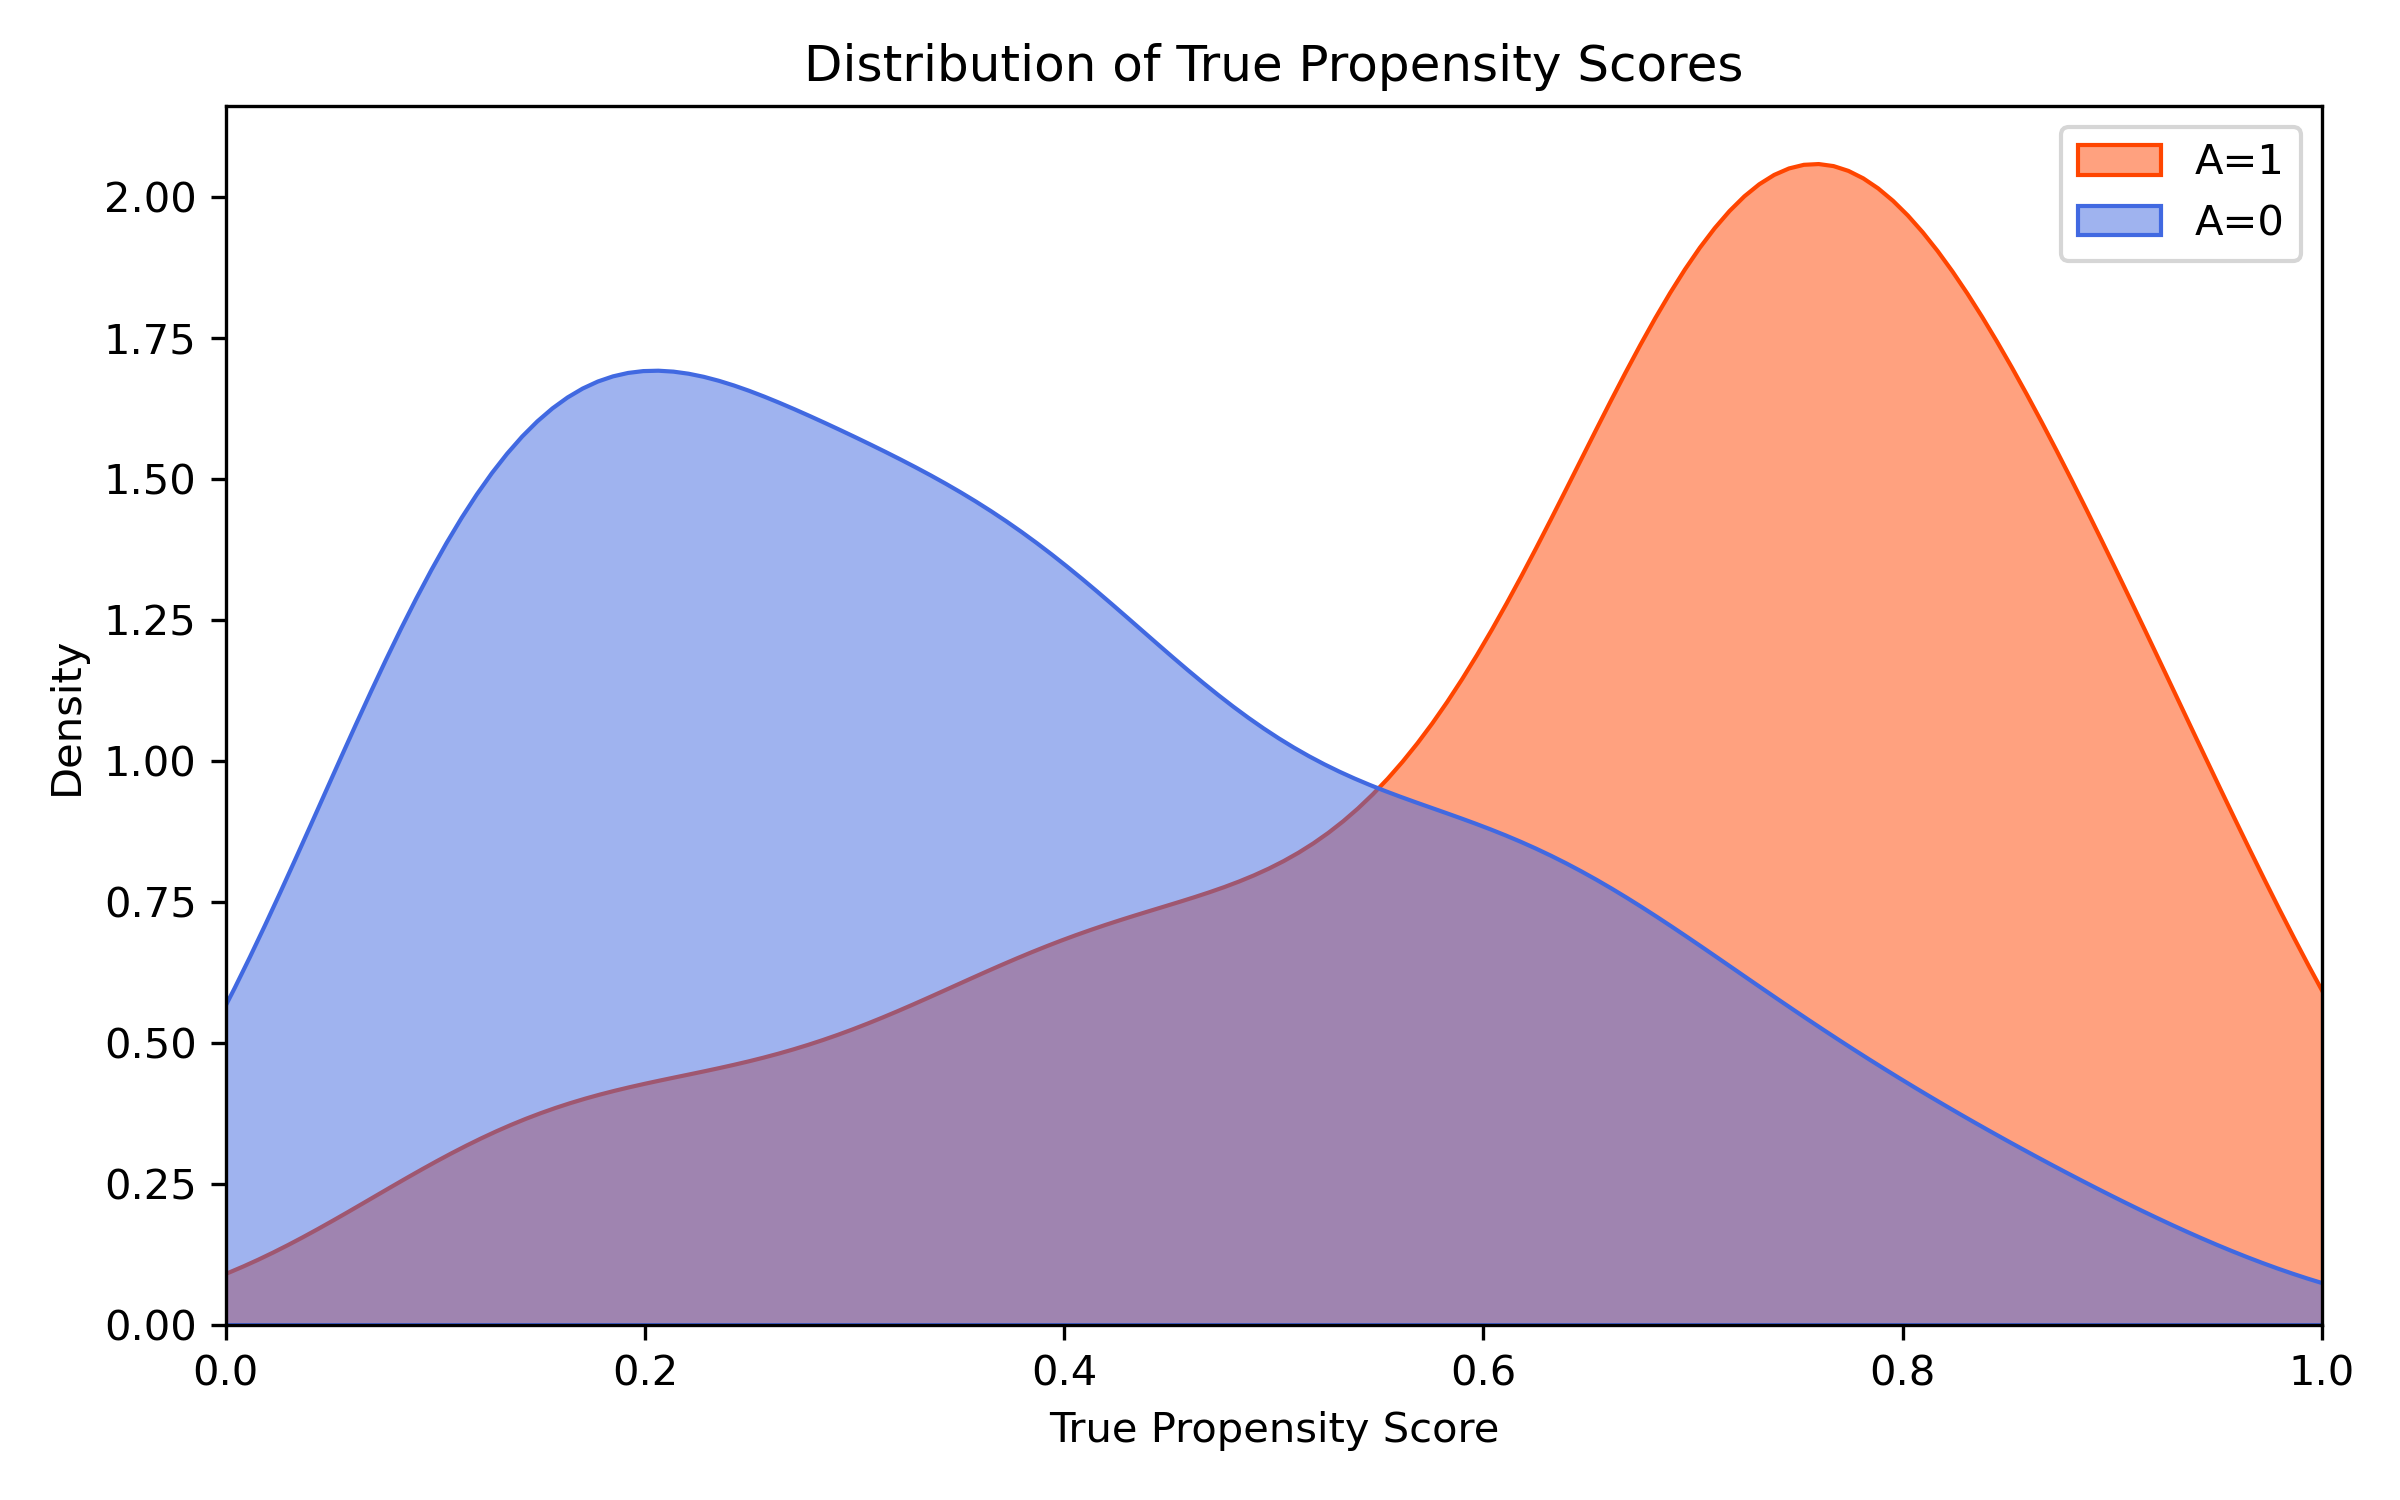 Distribution of True Propensity Scores
A=1
A=0
Density
2.00
1.75
1.50
1.25
1.00
0.75
0.50
0.25
0.00
0.0 0.2 0.4 0.6 0.8 1.0
True Propensity Score